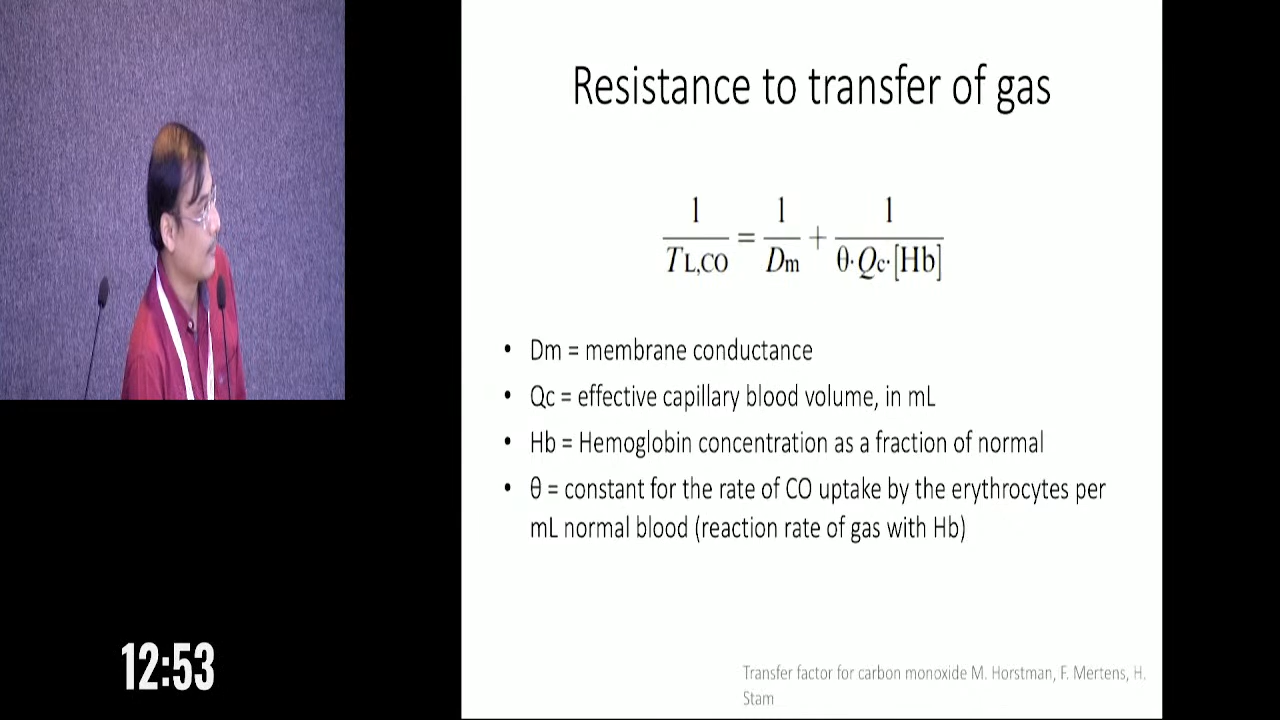 Resistance to transfer of gas
1/TL,CO = 1/Dm + 1/θ·Qc·[Hb]
• Dm = membrane conductance
• Qc = effective capillary blood volume, in mL
• Hb = Hemoglobin concentration as a fraction of normal
• θ = constant for the rate of CO uptake by the erythrocytes per
mL normal blood (reaction rate of gas with Hb)
Transfer factor for carbon monoxide M. Horstman, F. Mertens, H.
Stam
12:53